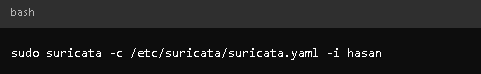 bash
sudo suricata -c /etc/suricata/suricata.yaml -i hasan